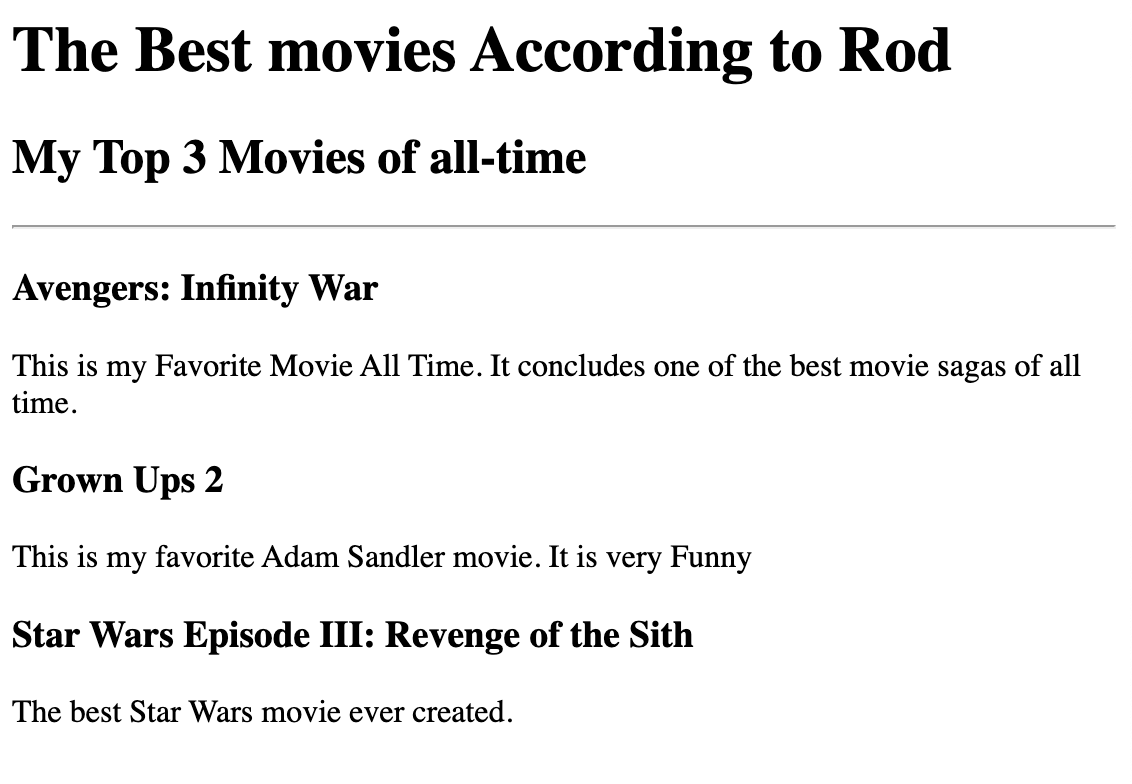 The Best movies According to Rod
My Top 3 Movies of all-time
Avengers: Infinity War
This is my Favorite Movie All Time. It concludes one of the best movie sagas of all
time.
Grown Ups 2
This is my favorite Adam Sandler movie. It is very Funny
Star Wars Episode III: Revenge of the Sith
The best Star Wars movie ever created.